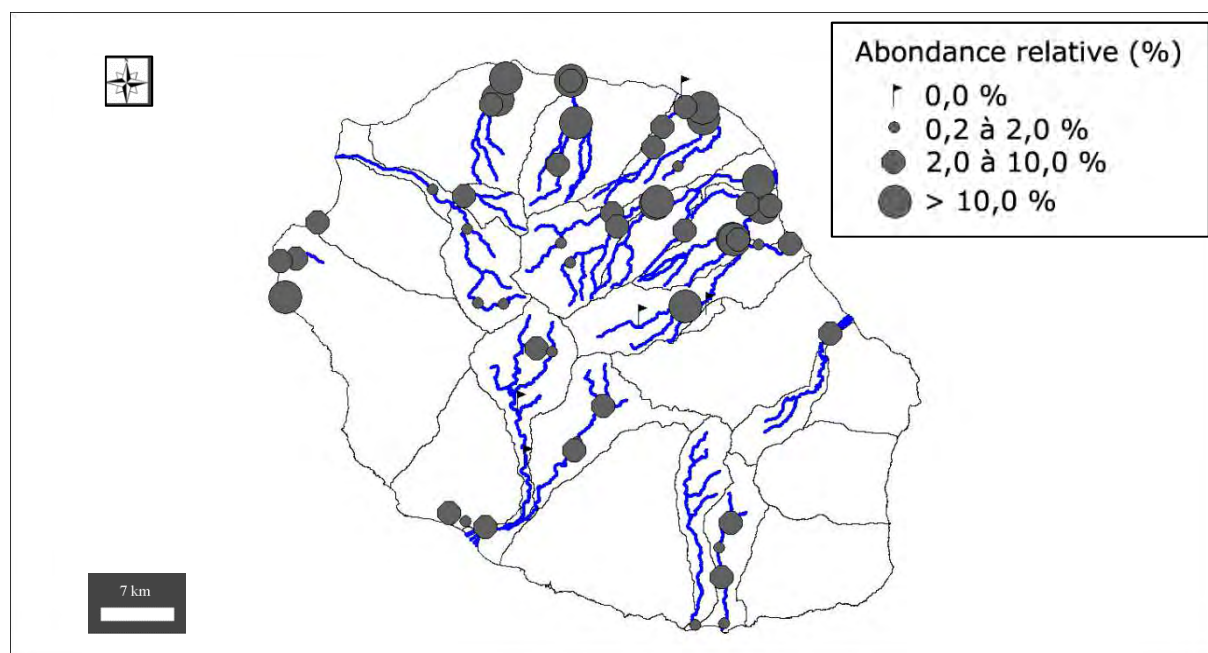 Abondance relative (%)
0,0 %
0,2 à 2,0 %
2,0 à 10,0 %
> 10,0 %
7 km